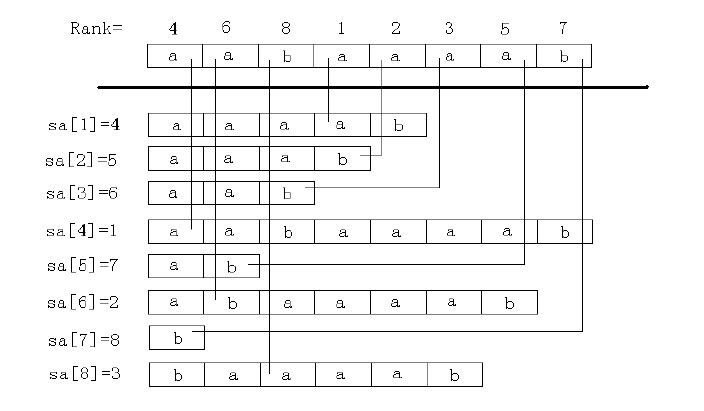 Rank= 4 6 8 1 2 3 5 7
a a b a a a a b
sa[1]=4 a a a a b
sa[2]=5 a a a b
sa[3]=6 a a b
sa[4]=1 a a b a a a a b
sa[5]=7 a b
sa[6]=2 a b a a a a b
sa[7]=8 b
sa[8]=3 b a a a a b